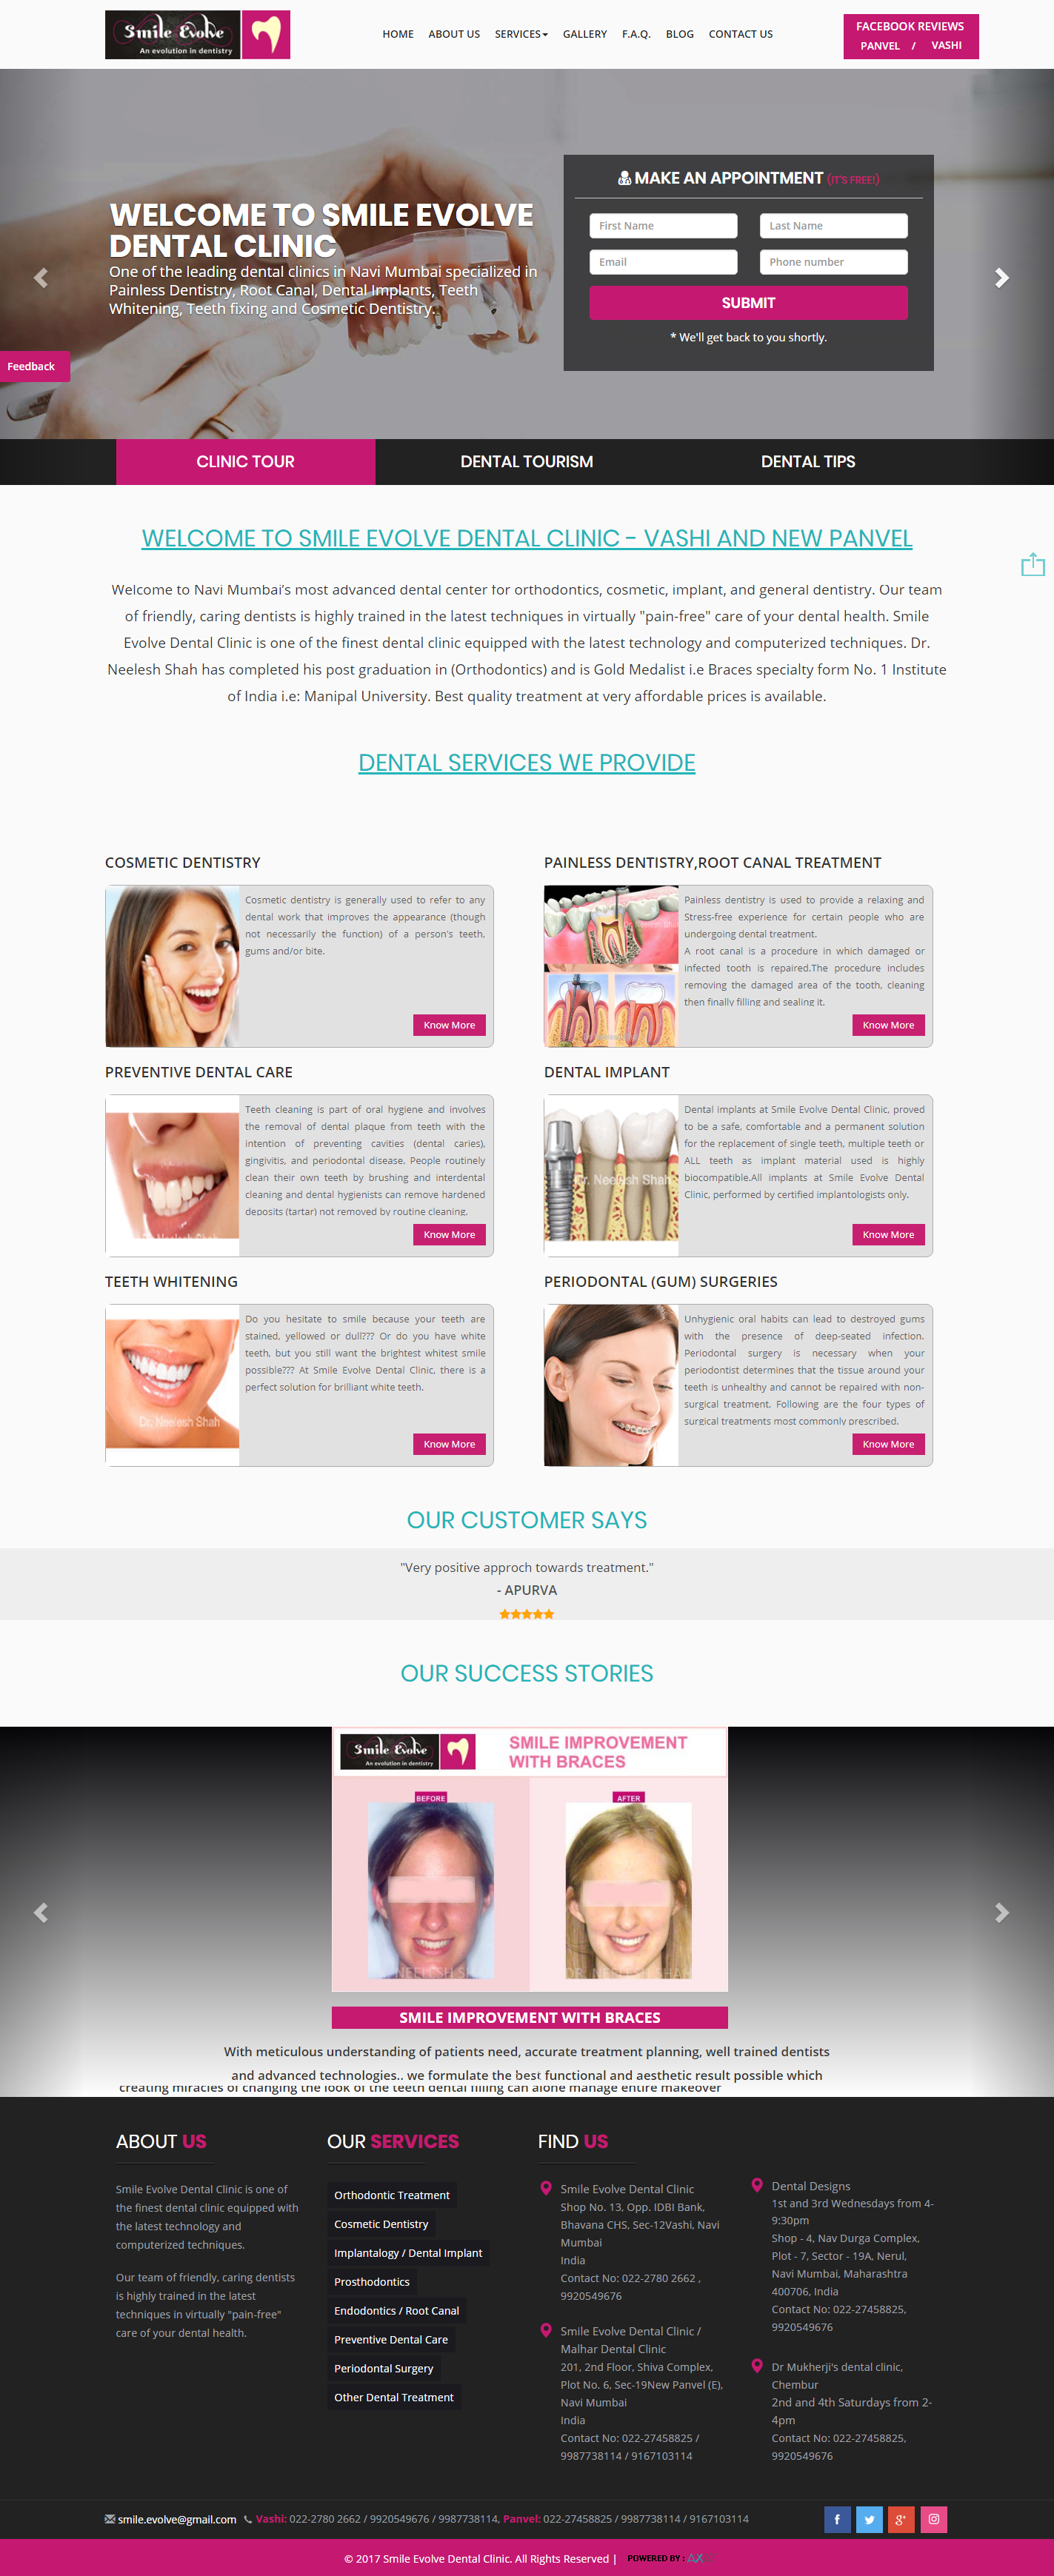 Smile Evolve
An evolution in dentistry
HOME ABOUT US SERVICES GALLERY F.A.Q. BLOG CONTACT US
FACEBOOK REVIEWS
PANVEL / VASHI
WELCOME TO SMILE EVOLVE
DENTAL CLINIC
One of the leading dental clinics in Navi Mumbai specialized in
Painless Dentistry, Root Canal, Dental Implants, Teeth
Whitening, Teeth fixing and Cosmetic Dentistry.
MAKE AN APPOINTMENT (IT'S FREE!)
First Name Last Name
Email Phone number
SUBMIT
* We'll get back to you shortly.
Feedback
CLINIC TOUR DENTAL TOURISM DENTAL TIPS
WELCOME TO SMILE EVOLVE DENTAL CLINIC - VASHI AND NEW PANVEL
Welcome to Navi Mumbai's most advanced dental center for orthodontics, cosmetic, implant, and general dentistry. Our team
of friendly, caring dentists is highly trained in the latest techniques in virtually "pain-free" care of your dental health. Smile
Evolve Dental Clinic is one of the finest dental clinic equipped with the latest technology and computerized techniques. Dr.
Neelesh Shah has completed his post graduation in (Orthodontics) and is Gold Medalist i.e Braces specialty form No. 1 Institute
of India i.e: Manipal University. Best quality treatment at very affordable prices is available.
DENTAL SERVICES WE PROVIDE
COSMETIC DENTISTRY
Cosmetic dentistry is generally used to refer to any
dental work that improves the appearance (though
not necessarily the function) of a person's teeth,
gums and/or bite.
Know More
PAINLESS DENTISTRY,ROOT CANAL TREATMENT
Painless dentistry is used to provide a relaxing and
Stress-free experience for certain people who are
undergoing dental treatment.
A root canal is a procedure in which damaged or
infected tooth is repaired.The procedure includes
removing the damaged area of the tooth, cleaning
then finally filling and sealing it.
Know More
PREVENTIVE DENTAL CARE
Teeth cleaning is part of oral hygiene and involves
the removal of dental plaque from teeth with the
intention of preventing cavities (dental caries),
gingivitis, and periodontal disease. People routinely
clean their own teeth by brushing and interdental
cleaning and dental hygienists can remove hardened
deposits (tartar) not removed by routine cleaning.
Dr. Neelesh Shah
Know More
DENTAL IMPLANT
Dental implants at Smile Evolve Dental Clinic, proved
to be a safe, comfortable and a permanent solution
for the replacement of single teeth, multiple teeth or
ALL teeth as implant material used is highly
biocompatible.All implants at Smile Evolve Dental
Clinic, performed by certified implantologists only.
Dr. Neelesh Shah
Know More
TEETH WHITENING
Do you hesitate to smile because your teeth are
stained, yellowed or dull??? Or do you have white
teeth, but you still want the brightest whitest smile
possible??? At Smile Evolve Dental Clinic, there is a
perfect solution for brilliant white teeth.
Dr. Neelesh Shah
Know More
PERIODONTAL (GUM) SURGERIES
Unhygienic oral habits can lead to destroyed gums
with the presence of deep-seated infection.
Periodontal surgery is necessary when your
periodontist determines that the tissue around your
teeth is unhealthy and cannot be repaired with non-
surgical treatment. Following are the four types of
surgical treatments most commonly prescribed.
Know More
OUR CUSTOMER SAYS
"Very positive approch towards treatment."
- APURVA
OUR SUCCESS STORIES
Smile Evolve
An evolution in dentistry
SMILE IMPROVEMENT
WITH BRACES
BEFORE AFTER
SMILE IMPROVEMENT WITH BRACES
With meticulous understanding of patients need, accurate treatment planning, well trained dentists
and advanced technologies.. we formulate the best functional and aesthetic result possible which
creating miracles of changing the look of the teeth dental filling can alone manage entire makeover
ABOUT US
Smile Evolve Dental Clinic is one of
the finest dental clinic equipped with
the latest technology and
computerized techniques.
Our team of friendly, caring dentists
is highly trained in the latest
techniques in virtually "pain-free"
care of your dental health.
OUR SERVICES
Orthodontic Treatment
Cosmetic Dentistry
Implantalogy / Dental Implant
Prosthodontics
Endodontics / Root Canal
Preventive Dental Care
Periodontal Surgery
Other Dental Treatment
FIND US
Smile Evolve Dental Clinic
Shop No. 13, Opp. IDBI Bank,
Bhavana CHS, Sec-12Vashi, Navi
Mumbai
India
Contact No: 022-2780 2662 ,
9920549676
Smile Evolve Dental Clinic /
Malhar Dental Clinic
201, 2nd Floor, Shiva Complex,
Plot No. 6, Sec-19New Panvel (E),
Navi Mumbai
India
Contact No: 022-27458825 /
9987738114 / 9167103114
Dental Designs
1st and 3rd Wednesdays from 4-
9:30pm
Shop - 4, Nav Durga Complex,
Plot - 7, Sector - 19A, Nerul,
Navi Mumbai, Maharashtra
400706, India
Contact No: 022-27458825,
9920549676
Dr Mukherji's dental clinic,
Chembur
2nd and 4th Saturdays from 2-
4pm
Contact No: 022-27458825,
9920549676
smile.evolve@gmail.com Vashi: 022-2780 2662 / 9920549676 / 9987738114, Panvel: 022-27458825 / 9987738114 / 9167103114
© 2017 Smile Evolve Dental Clinic. All Rights Reserved | POWERED BY :